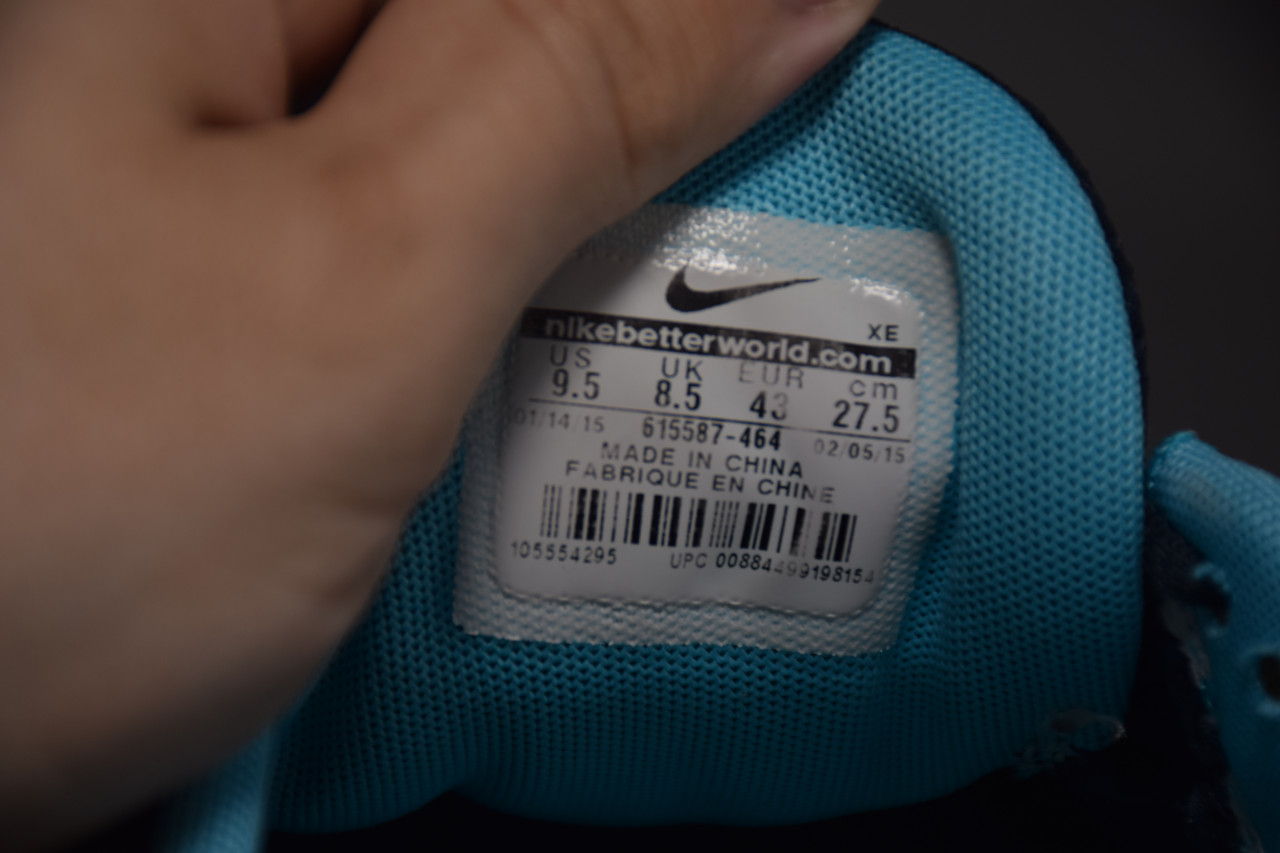 XE
nikebetterworld.com
US UK EUR cm
9.5 8.5 43 27.5
01/14/15 615587-464 02/05/15
MADE IN CHINA
FABRIQUE EN CHINE
105554295 UPC 00884499198154